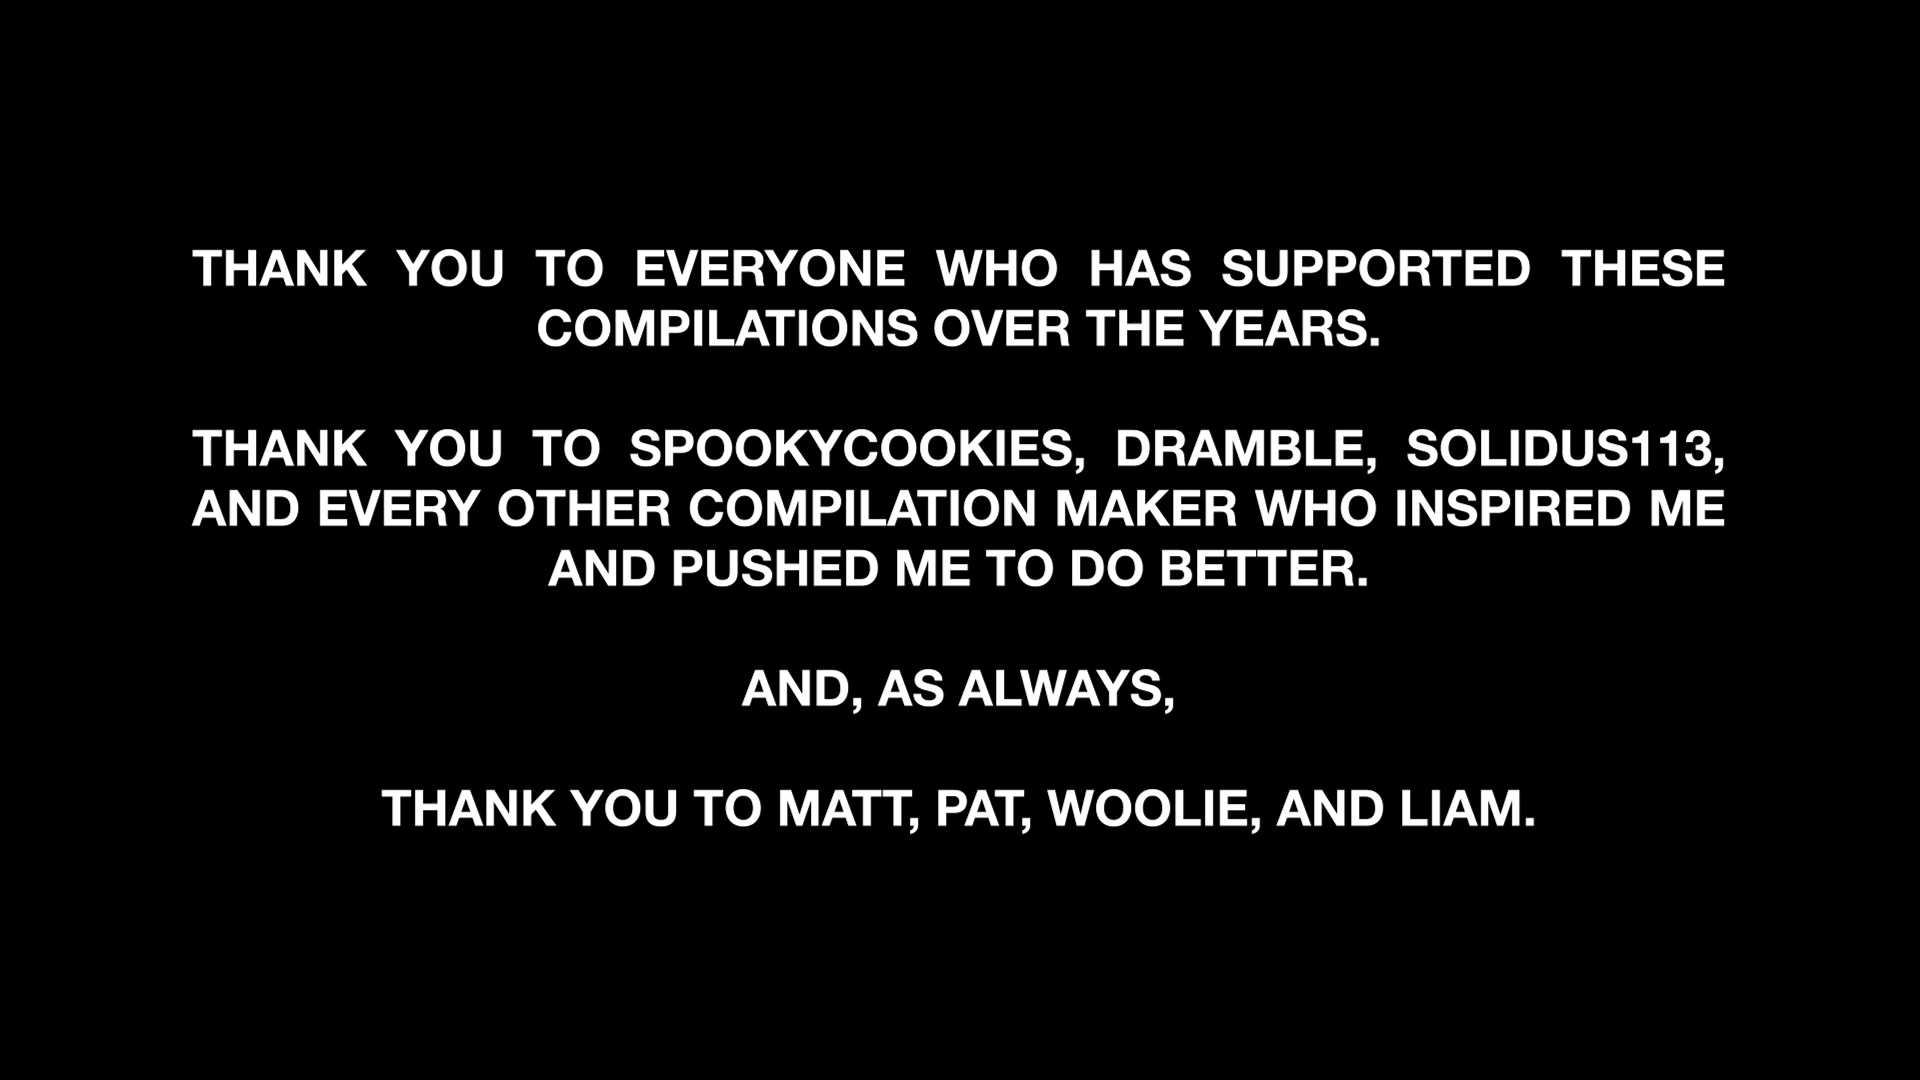 THANK YOU TO EVERYONE WHO HAS SUPPORTED THESE
COMPILATIONS OVER THE YEARS.
THANK YOU TO SPOOKYCOOKIES, DRAMBLE, SOLIDUS113,
AND EVERY OTHER COMPILATION MAKER WHO INSPIRED ME
AND PUSHED ME TO DO BETTER.
AND, AS ALWAYS,
THANK YOU TO MATT, PAT, WOOLIE, AND LIAM.